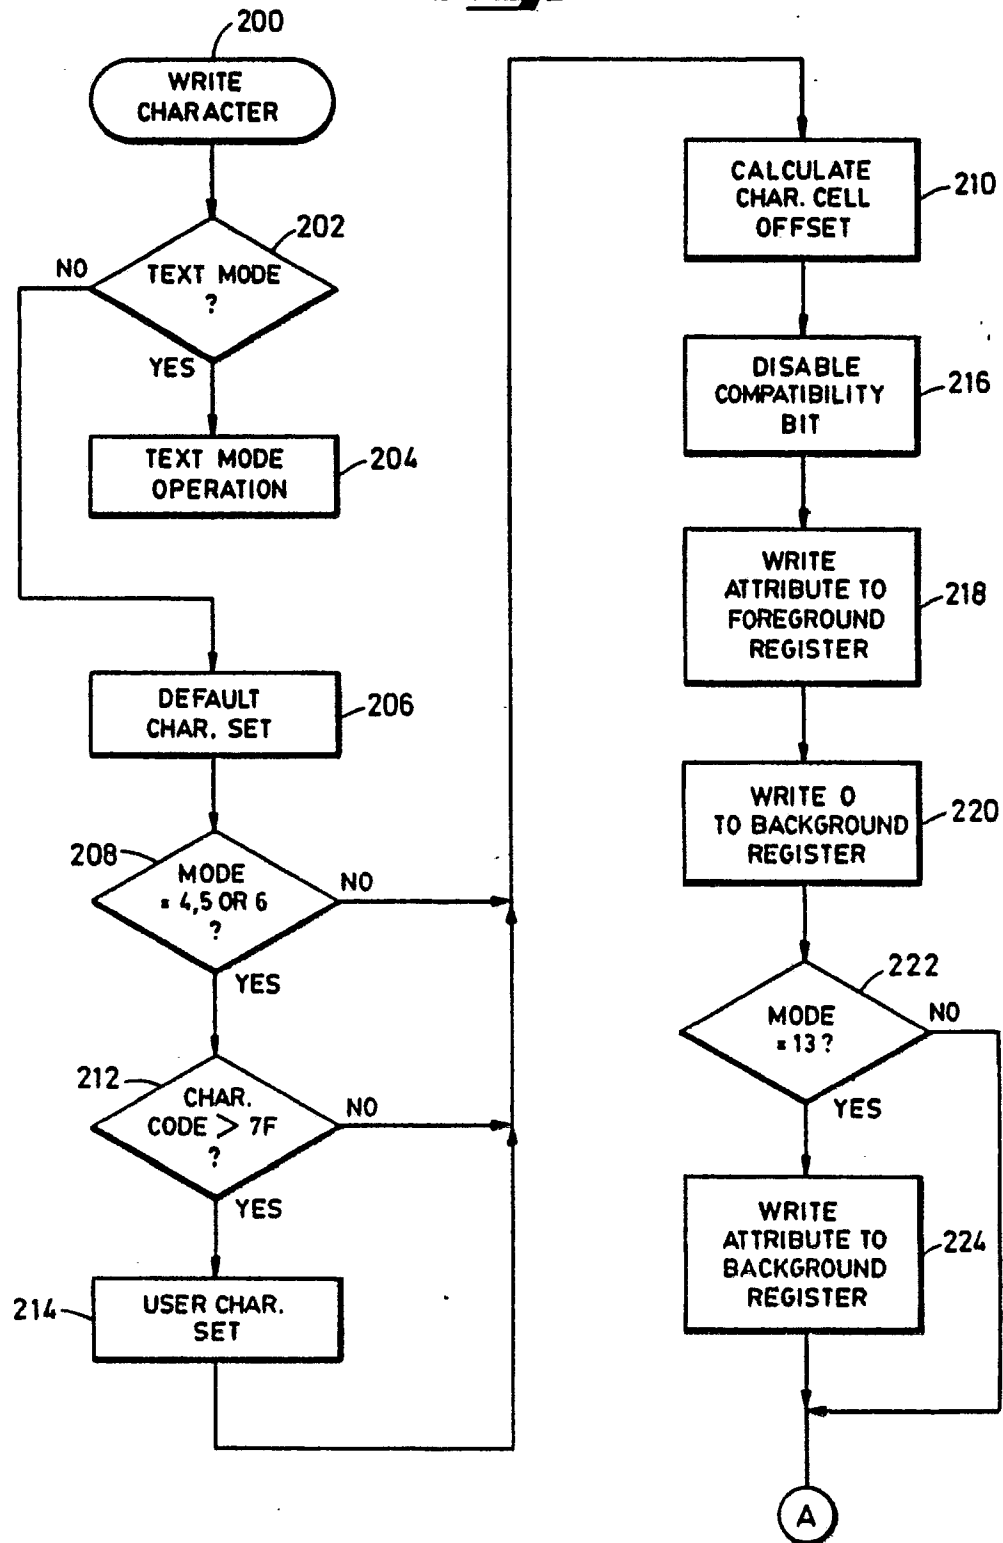 200
WRITE
CHARACTER
202
NO
TEXT MODE
?
YES
TEXT MODE
OPERATION
204
DEFAULT
CHAR. SET
206
208
MODE
= 4,5 OR 6
?
NO
YES
212
CHAR.
CODE > 7F
?
NO
YES
214
USER CHAR.
SET
CALCULATE
CHAR. CELL
OFFSET
210
DISABLE
COMPATIBILITY
BIT
216
WRITE
ATTRIBUTE TO
FOREGROUND
REGISTER
218
WRITE 0
TO BACKGROUND
REGISTER
220
222
MODE
= 13 ?
NO
YES
WRITE
ATTRIBUTE TO
BACKGROUND
REGISTER
224
A